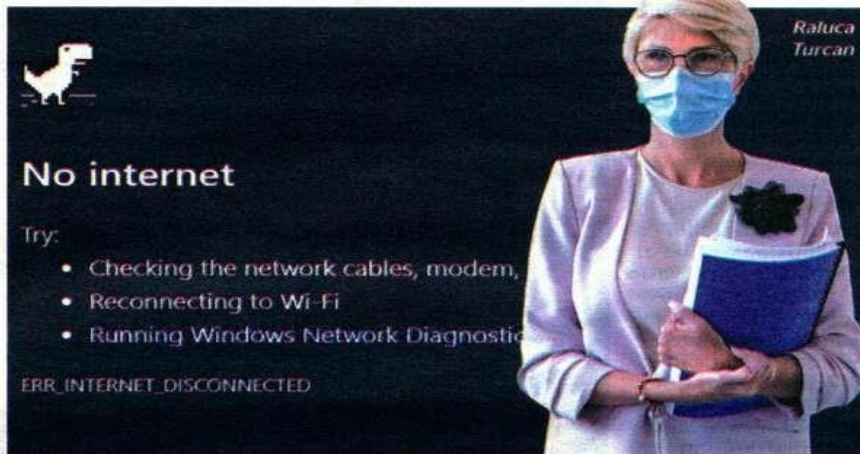 Raluca
Turcan
No internet
Try:
• Checking the network cables, modem,
• Reconnecting to Wi-Fi
• Running Windows Network Diagnostic
ERR_INTERNET_DISCONNECTED